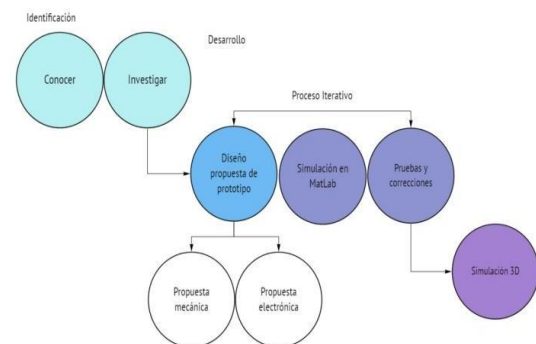 Identificación
Desarrollo
Conocer
Investigar
Proceso Iterativo
Diseño
propuesta de
prototipo
Simulación en
MatLab
Pruebas y
correcciones
Propuesta
mecánica
Propuesta
electrónica
Simulación 3D